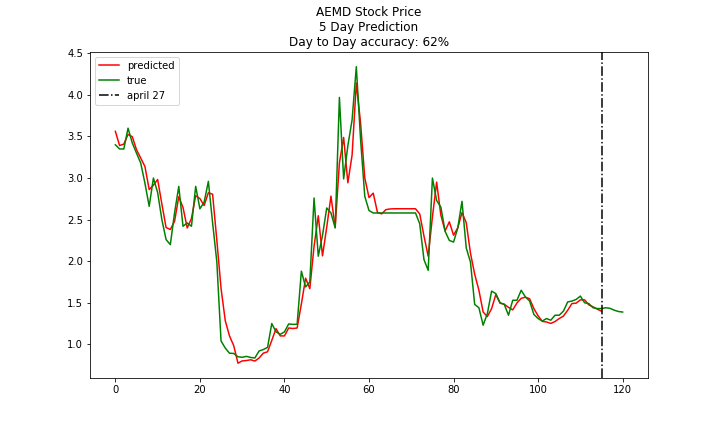 AEMD Stock Price
5 Day Prediction
Day to Day accuracy: 62%
predicted
true
april 27
4.5
4.0
3.5
3.0
2.5
2.0
1.5
1.0
0 20 40 60 80 100 120